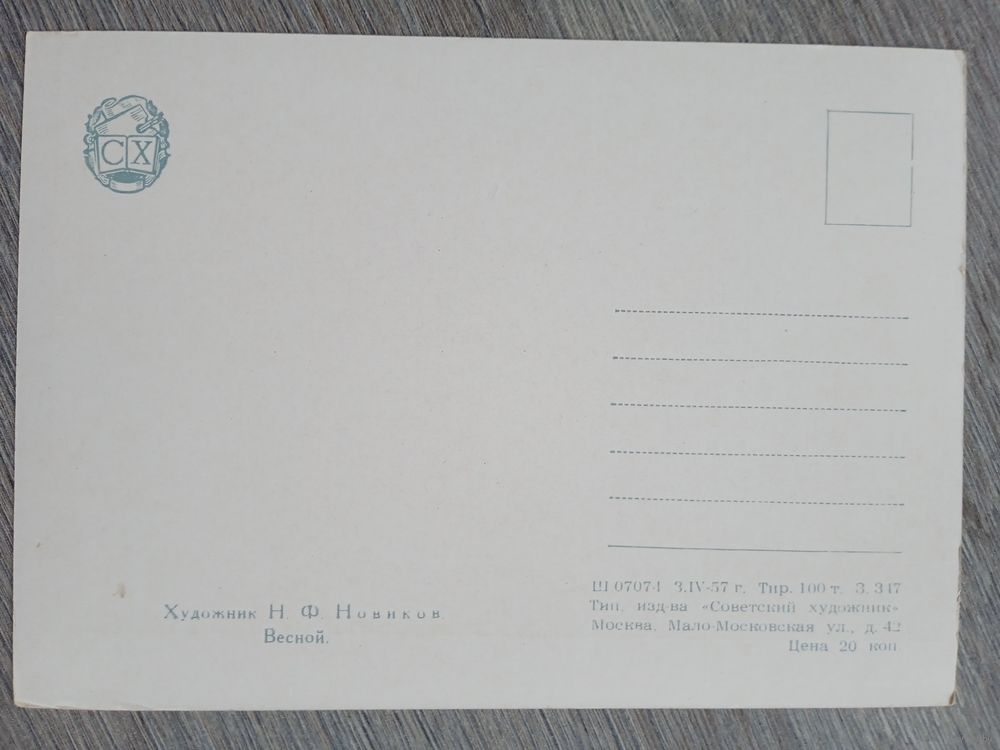 СХ
Художник Н. Ф. Новиков.
Весной.
Ш 07074 3.IV-57 г. Тир. 100 т. З. 347
Тип. изд-ва «Советский художник»
Москва, Мало-Московская ул., д. 42
Цена 20 коп.